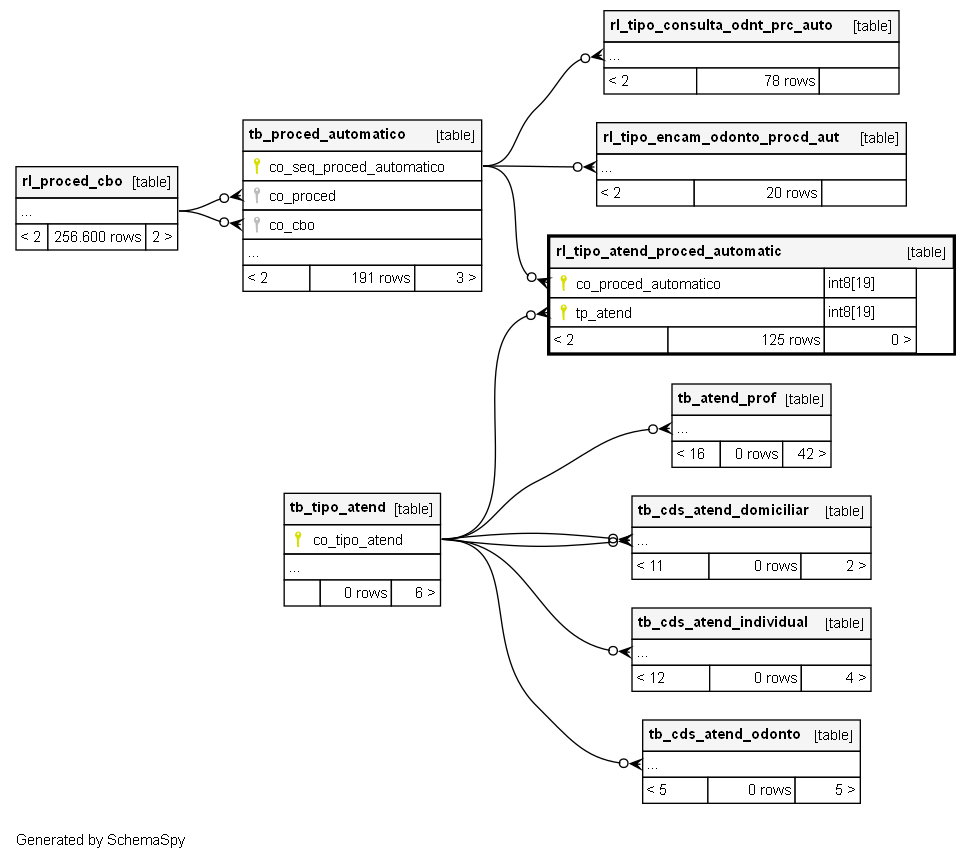 rl_tipo_consulta_odnt_prc_auto [table]
...
< 2 78 rows
rl_tipo_encam_odonto_procd_aut [table]
...
< 2 20 rows
tb_proced_automatico [table]
co_seq_proced_automatico
co_proced
co_cbo
...
< 2 191 rows 3 >
rl_proced_cbo [table]
...
< 2 256.600 rows 2 >
rl_tipo_atend_proced_automatic [table]
co_proced_automatico int8[19]
tp_atend int8[19]
< 2 125 rows 0 >
tb_atend_prof [table]
...
< 16 0 rows 42 >
tb_tipo_atend [table]
co_tipo_atend
...
0 rows 6 >
tb_cds_atend_domiciliar [table]
...
< 11 0 rows 2 >
tb_cds_atend_individual [table]
...
< 12 0 rows 4 >
tb_cds_atend_odonto [table]
...
< 5 0 rows 5 >
Generated by SchemaSpy